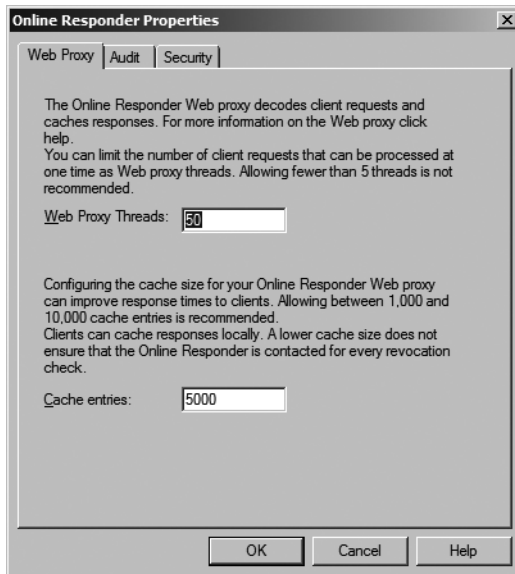 Online Responder Properties
Web Proxy Audit Security
The Online Responder Web proxy decodes client requests and
caches responses. For more information on the Web proxy click
help.
You can limit the number of client requests that can be processed at
one time as Web proxy threads. Allowing fewer than 5 threads is not
recommended.
Web Proxy Threads: 50
Configuring the cache size for your Online Responder Web proxy
can improve response times to clients. Allowing between 1,000 and
10,000 cache entries is recommended.
Clients can cache responses locally. A lower cache size does not
ensure that the Online Responder is contacted for every revocation
check.
Cache entries: 5000
OK Cancel Help